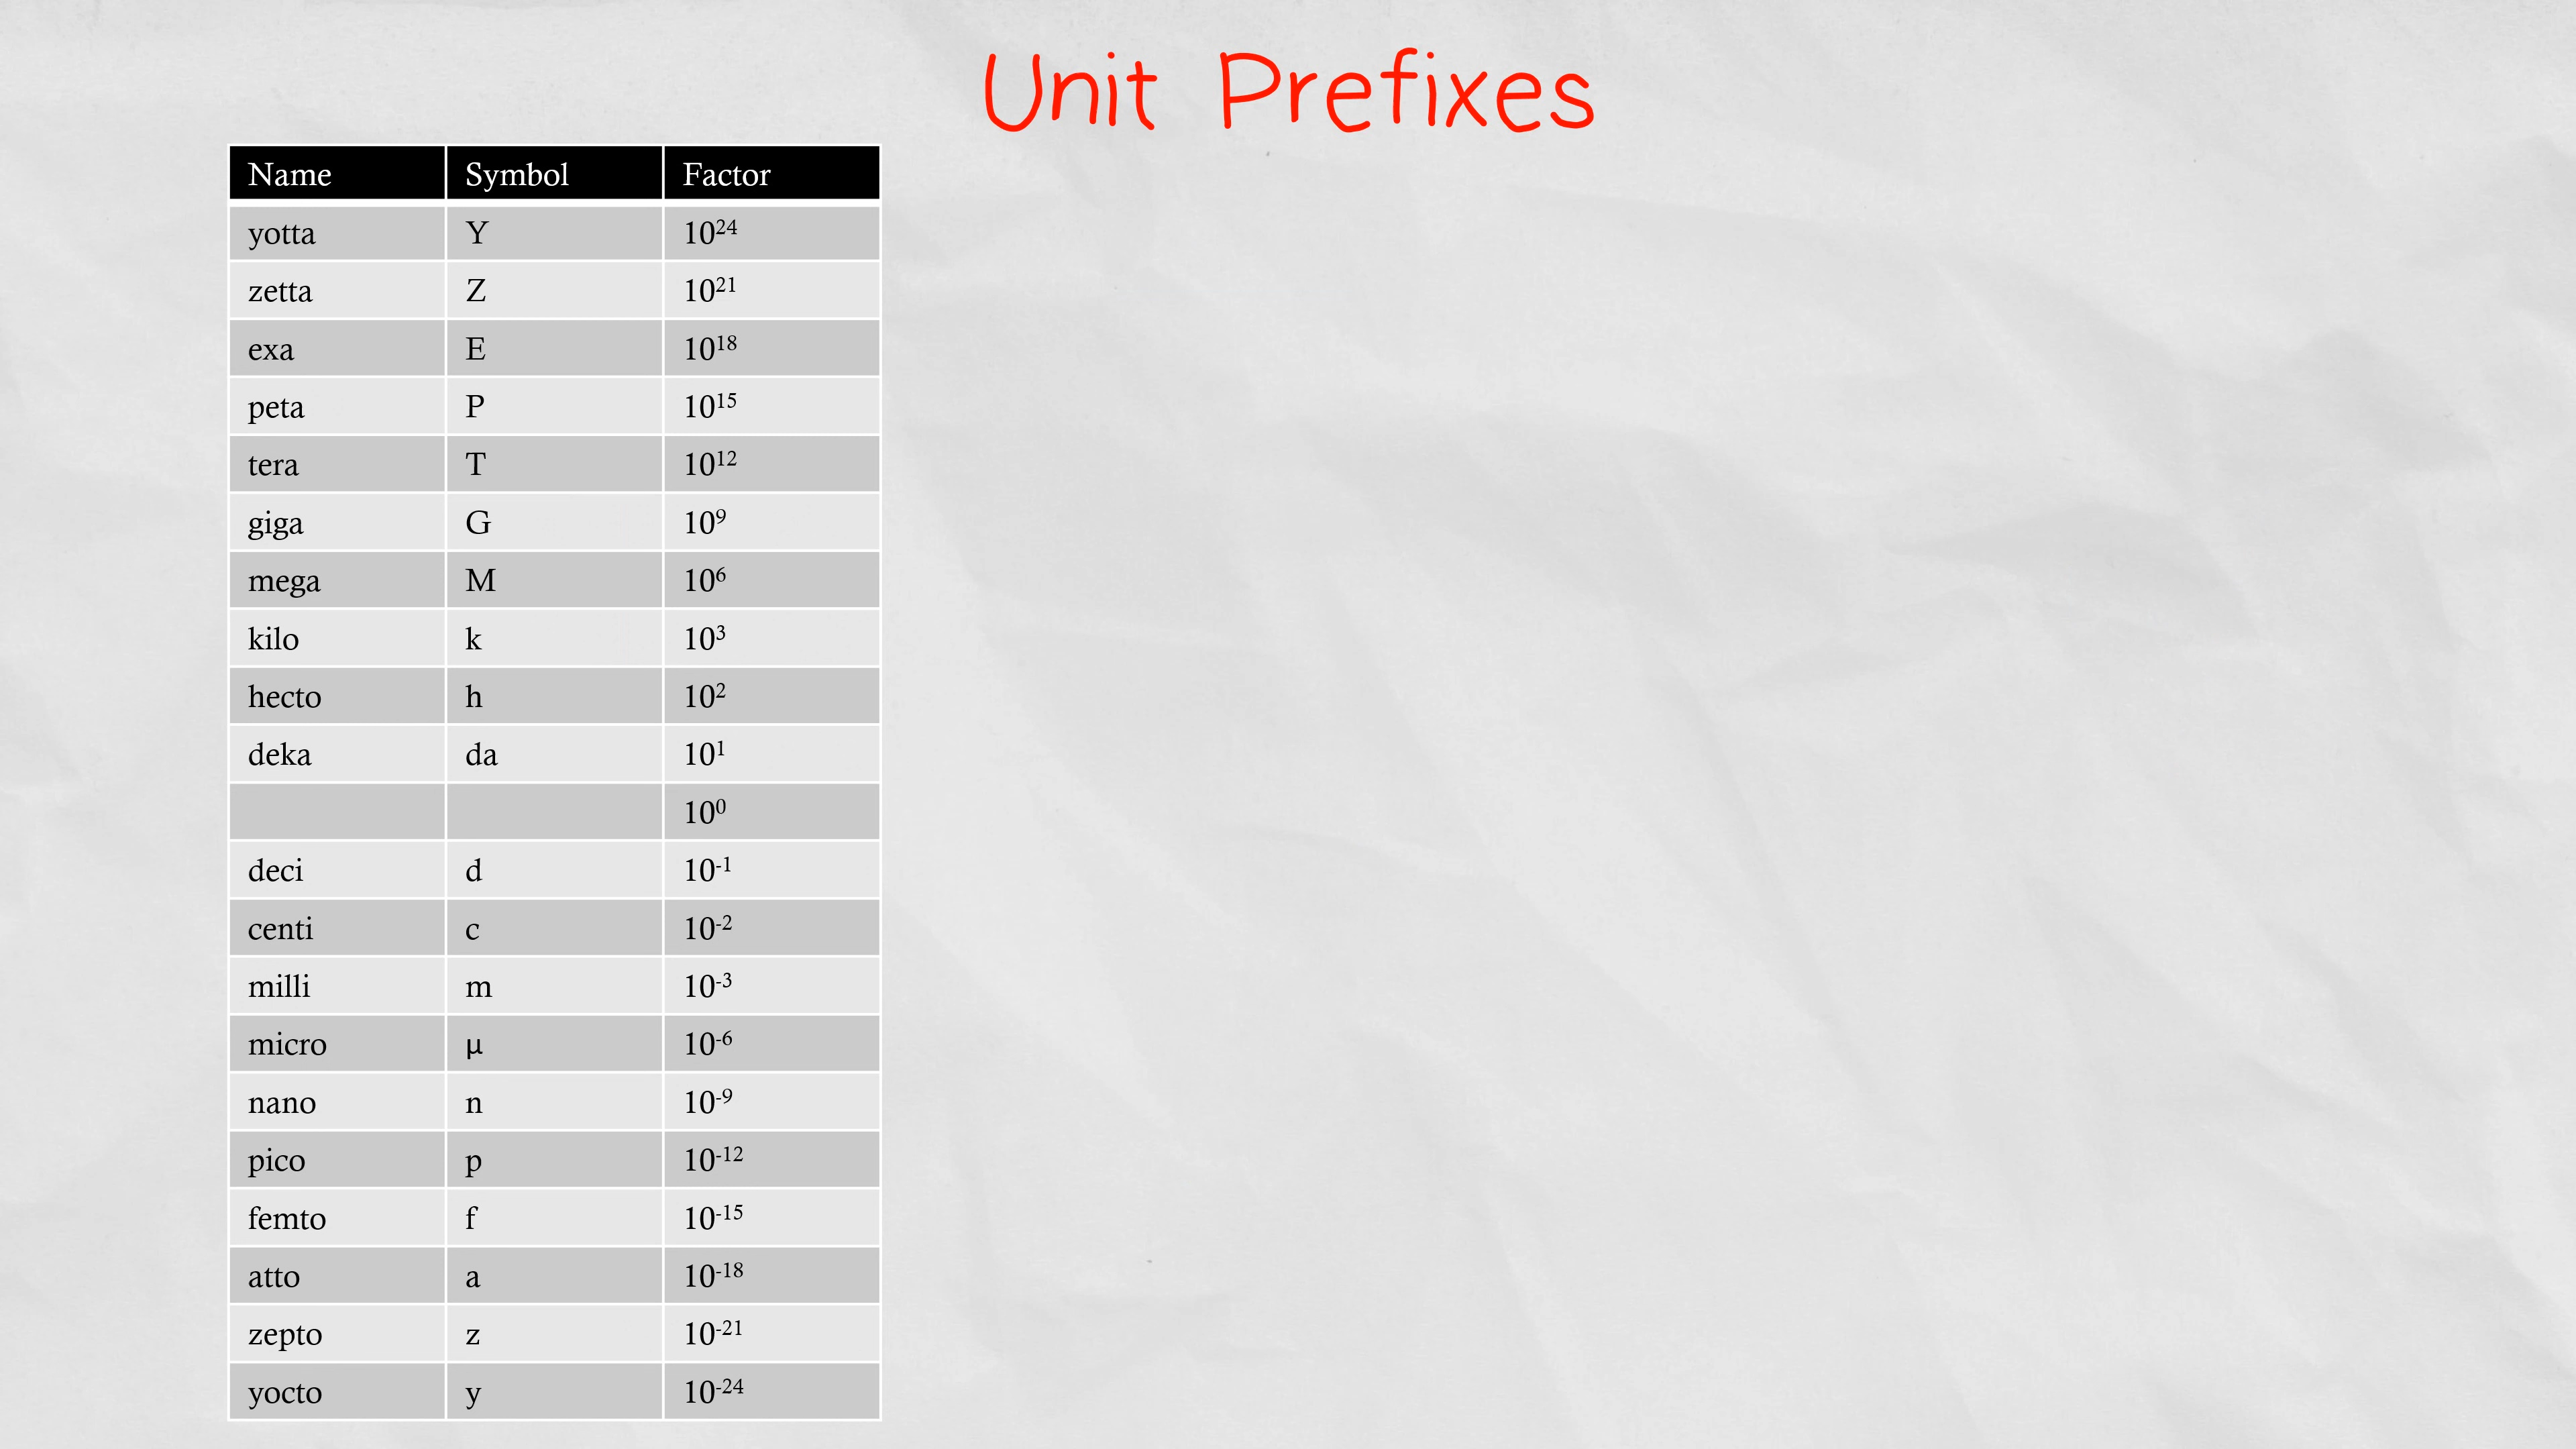 Unit Prefixes
Name Symbol Factor
yotta Y 10²⁴
zetta Z 10²¹
exa E 10¹⁸
peta P 10¹⁵
tera T 10¹²
giga G 10⁹
mega M 10⁶
kilo k 10³
hecto h 10²
deka da 10¹
10⁰
deci d 10⁻¹
centi c 10⁻²
milli m 10⁻³
micro µ 10⁻⁶
nano n 10⁻⁹
pico p 10⁻¹²
femto f 10⁻¹⁵
atto a 10⁻¹⁸
zepto z 10⁻²¹
yocto y 10⁻²⁴